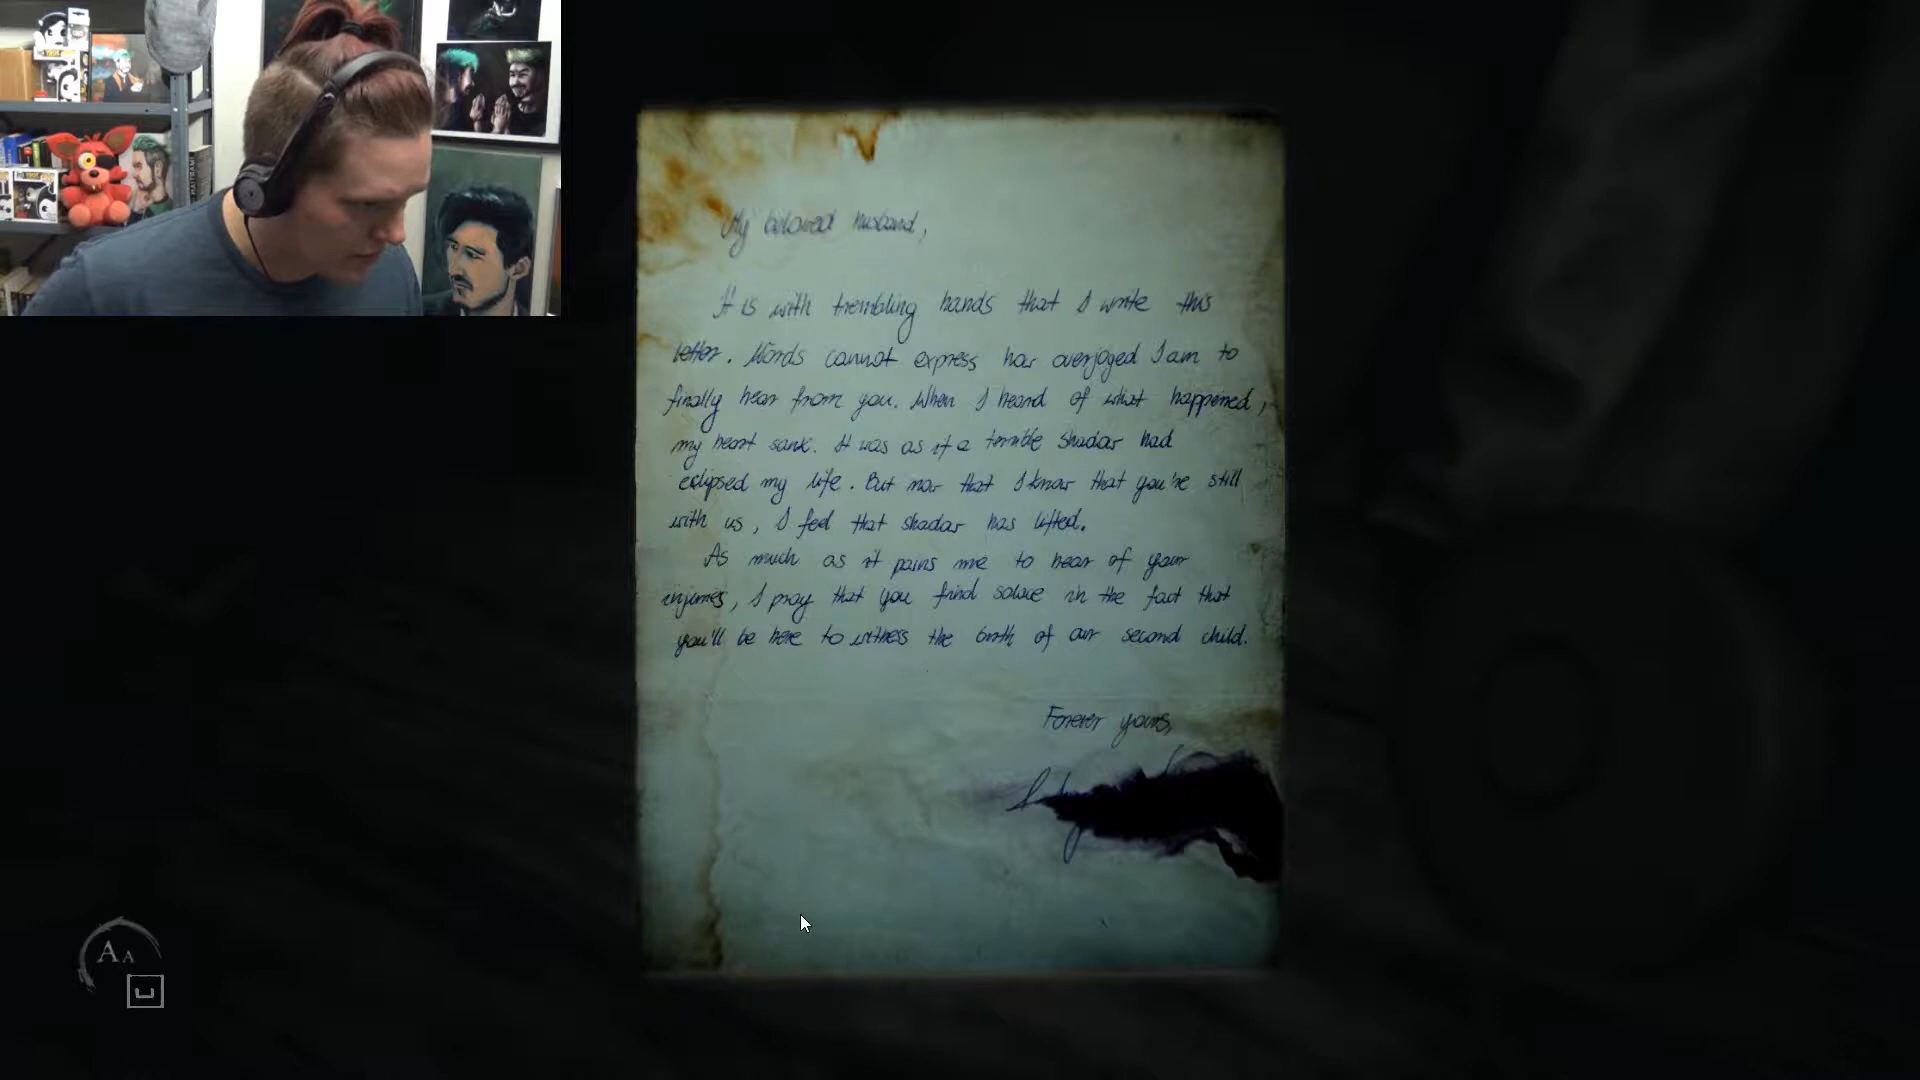 My beloved husband,
It is with trembling hands that I write this
letter. Words cannot express how overjoyed I am to
finally hear from you. When I heard of what happened,
my heart sank. It was as if a terrible shadow had
eclipsed my life. But now that I know that you're still
with us, I feel that shadow has lifted.
As much as it pains me to hear of your
injuries, I pray that you find solace in the fact that
you'll be here to witness the birth of our second child.
Forever yours,
AA